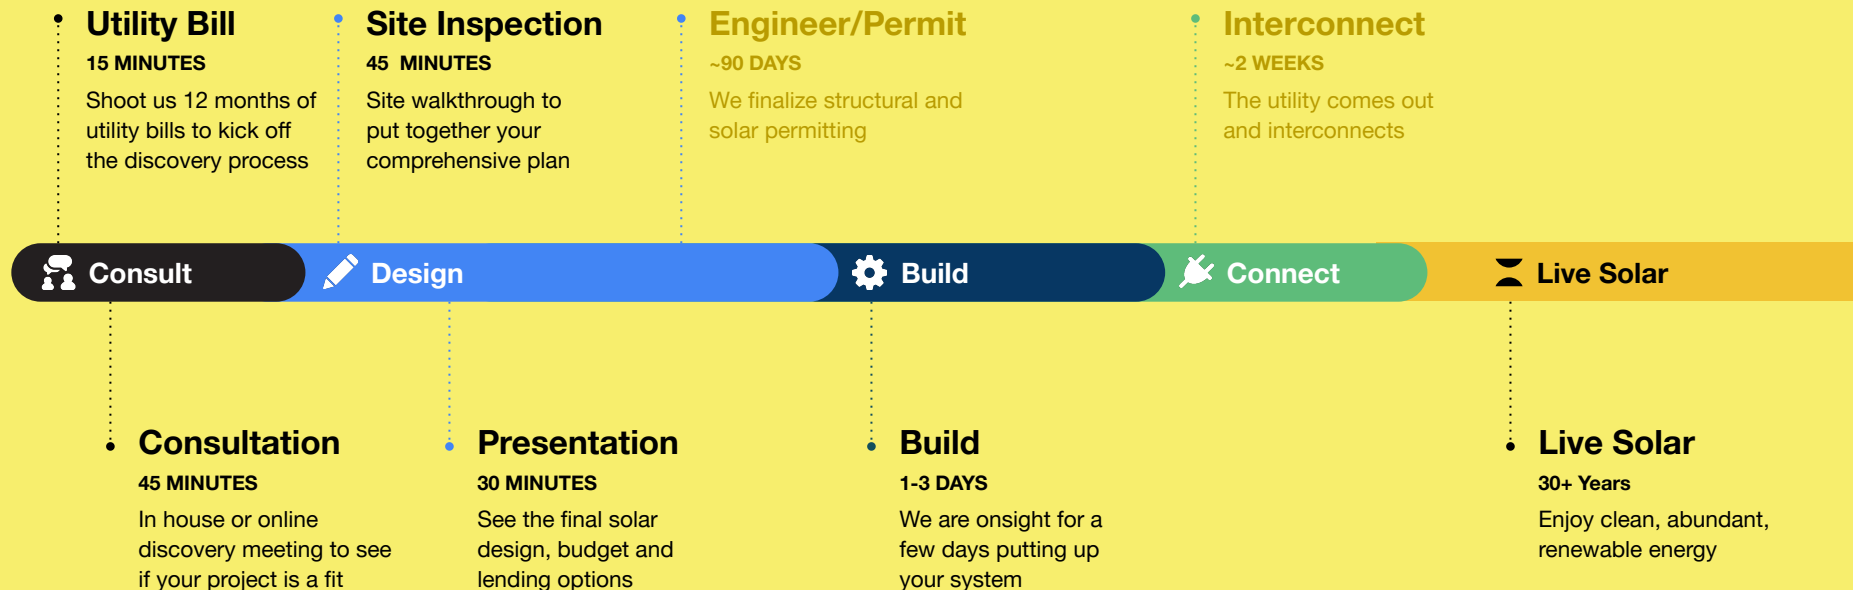 Utility Bill
15 MINUTES
Shoot us 12 months of
utility bills to kick off
the discovery process
Site Inspection
45 MINUTES
Site walkthrough to
put together your
comprehensive plan
Engineer/Permit
~90 DAYS
We finalize structural and
solar permitting
Interconnect
~2 WEEKS
The utility comes out
and interconnects
Consult
Design
Build
Connect
Live Solar
Consultation
45 MINUTES
In house or online
discovery meeting to see
if your project is a fit
Presentation
30 MINUTES
See the final solar
design, budget and
lending options
Build
1-3 DAYS
We are onsight for a
few days putting up
your system
Live Solar
30+ Years
Enjoy clean, abundant,
renewable energy